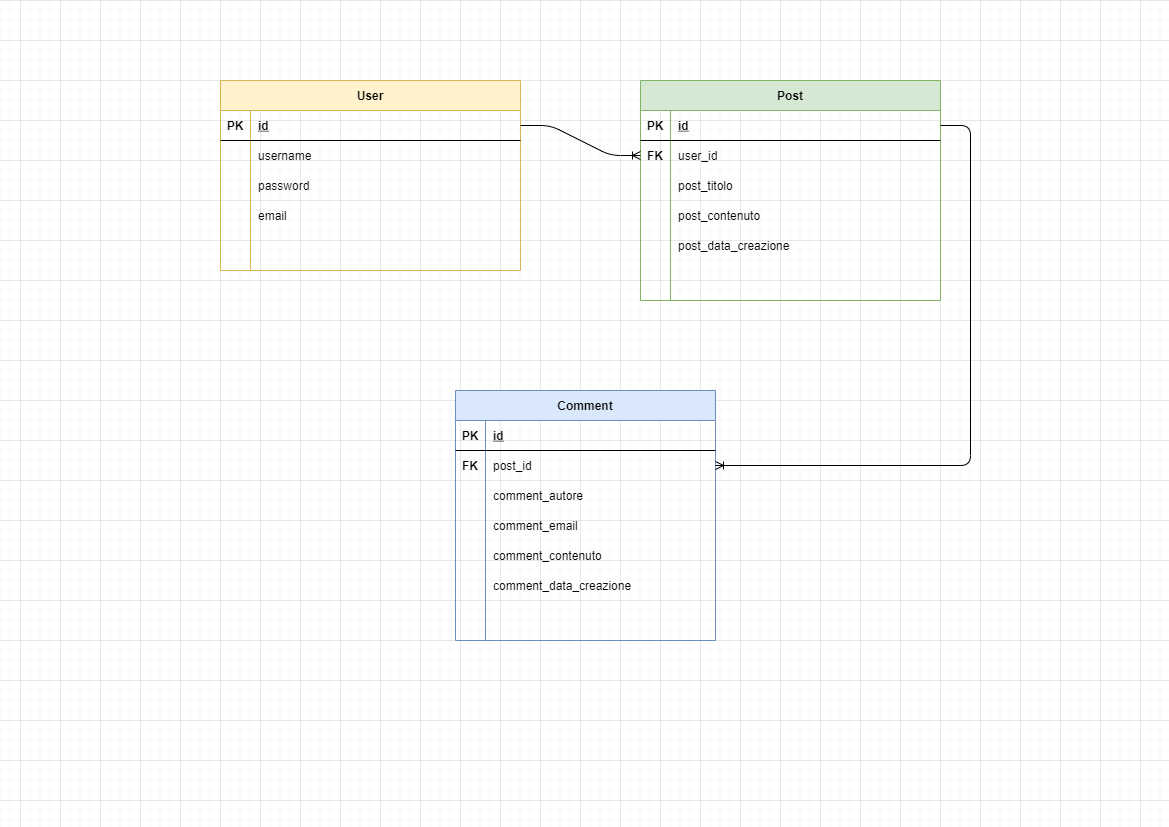 User
PK id
username
password
email
Post
PK id
FK user_id
post_titolo
post_contenuto
post_data_creazione
Comment
PK id
FK post_id
comment_autore
comment_email
comment_contenuto
comment_data_creazione